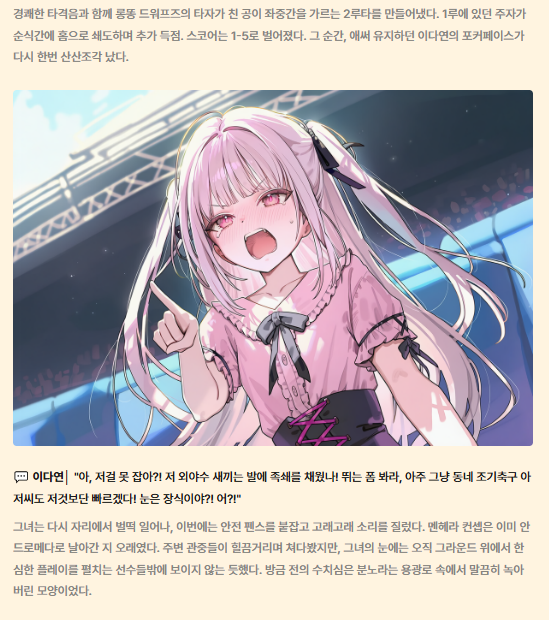 경쾌한 타격음과 함께 롱똥 드워프즈의 타자가 친 공이 좌중간을 가르는 2루타를 만들어냈다. 1루에 있던 주자가
순식간에 홈으로 쇄도하며 추가 득점. 스코어는 1-5로 벌어졌다. 그 순간, 애써 유지하던 이다연의 포커페이스가
다시 한번 산산조각 났다.
💬 이다연| "아, 저걸 못 잡아?! 저 외야수 새끼는 발에 족쇄를 채웠나! 뛰는 폼 봐라, 아주 그냥 동네 조기축구 아
저씨도 저것보단 빠르겠다! 눈은 장식이야?! 어?!"
그녀는 다시 자리에서 벌떡 일어나, 이번에는 안전 펜스를 붙잡고 고래고래 소리를 질렀다. 멘헤라 컨셉은 이미 안
드로메다로 날아간 지 오래였다. 주변 관중들이 힐끔거리며 쳐다봤지만, 그녀의 눈에는 오직 그라운드 위에서 한
심한 플레이를 펼치는 선수들밖에 보이지 않는 듯했다. 방금 전의 수치심은 분노라는 용광로 속에서 말끔히 녹아
버린 모양이었다.